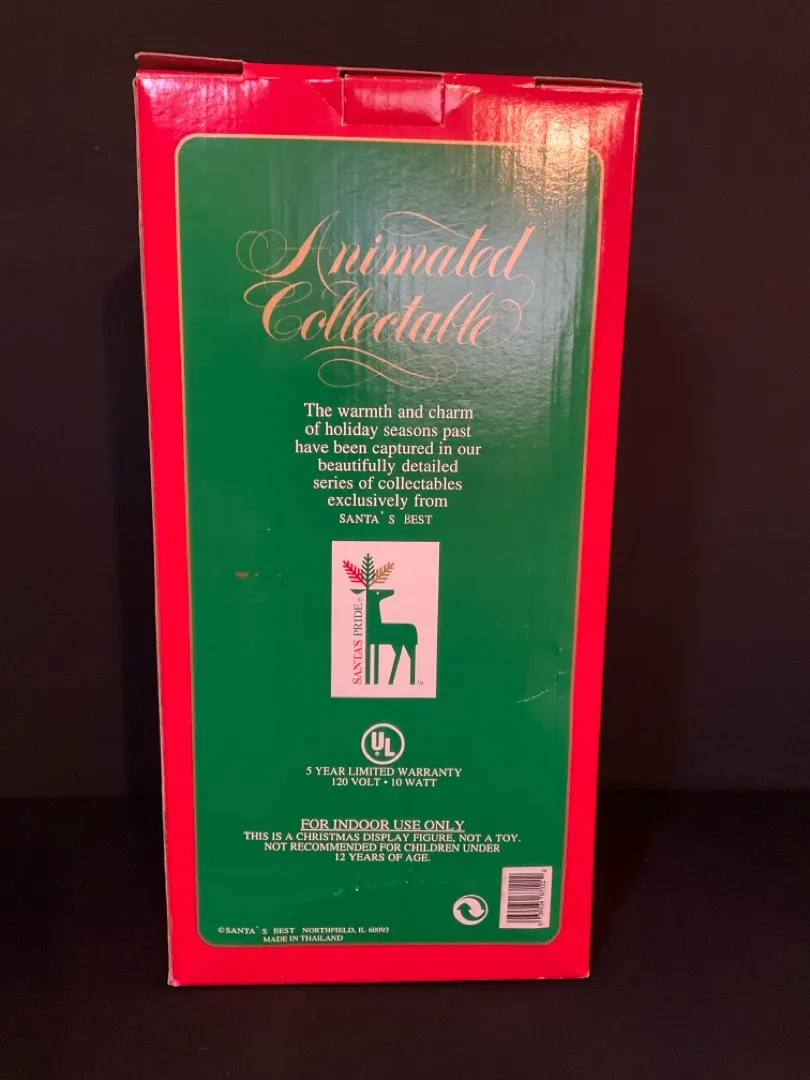 Animated
Collectable
The warmth and charm
of holiday seasons past
have been captured in our
beautifully detailed
series of collectables
exclusively from
SANTA'S BEST
SANTA'S PRIDE®
TM
UL
5 YEAR LIMITED WARRANTY
120 VOLT • 10 WATT
FOR INDOOR USE ONLY
THIS IS A CHRISTMAS DISPLAY FIGURE, NOT A TOY.
NOT RECOMMENDED FOR CHILDREN UNDER
12 YEARS OF AGE.
©SANTA'S BEST NORTHFIELD, IL 60093
MADE IN THAILAND